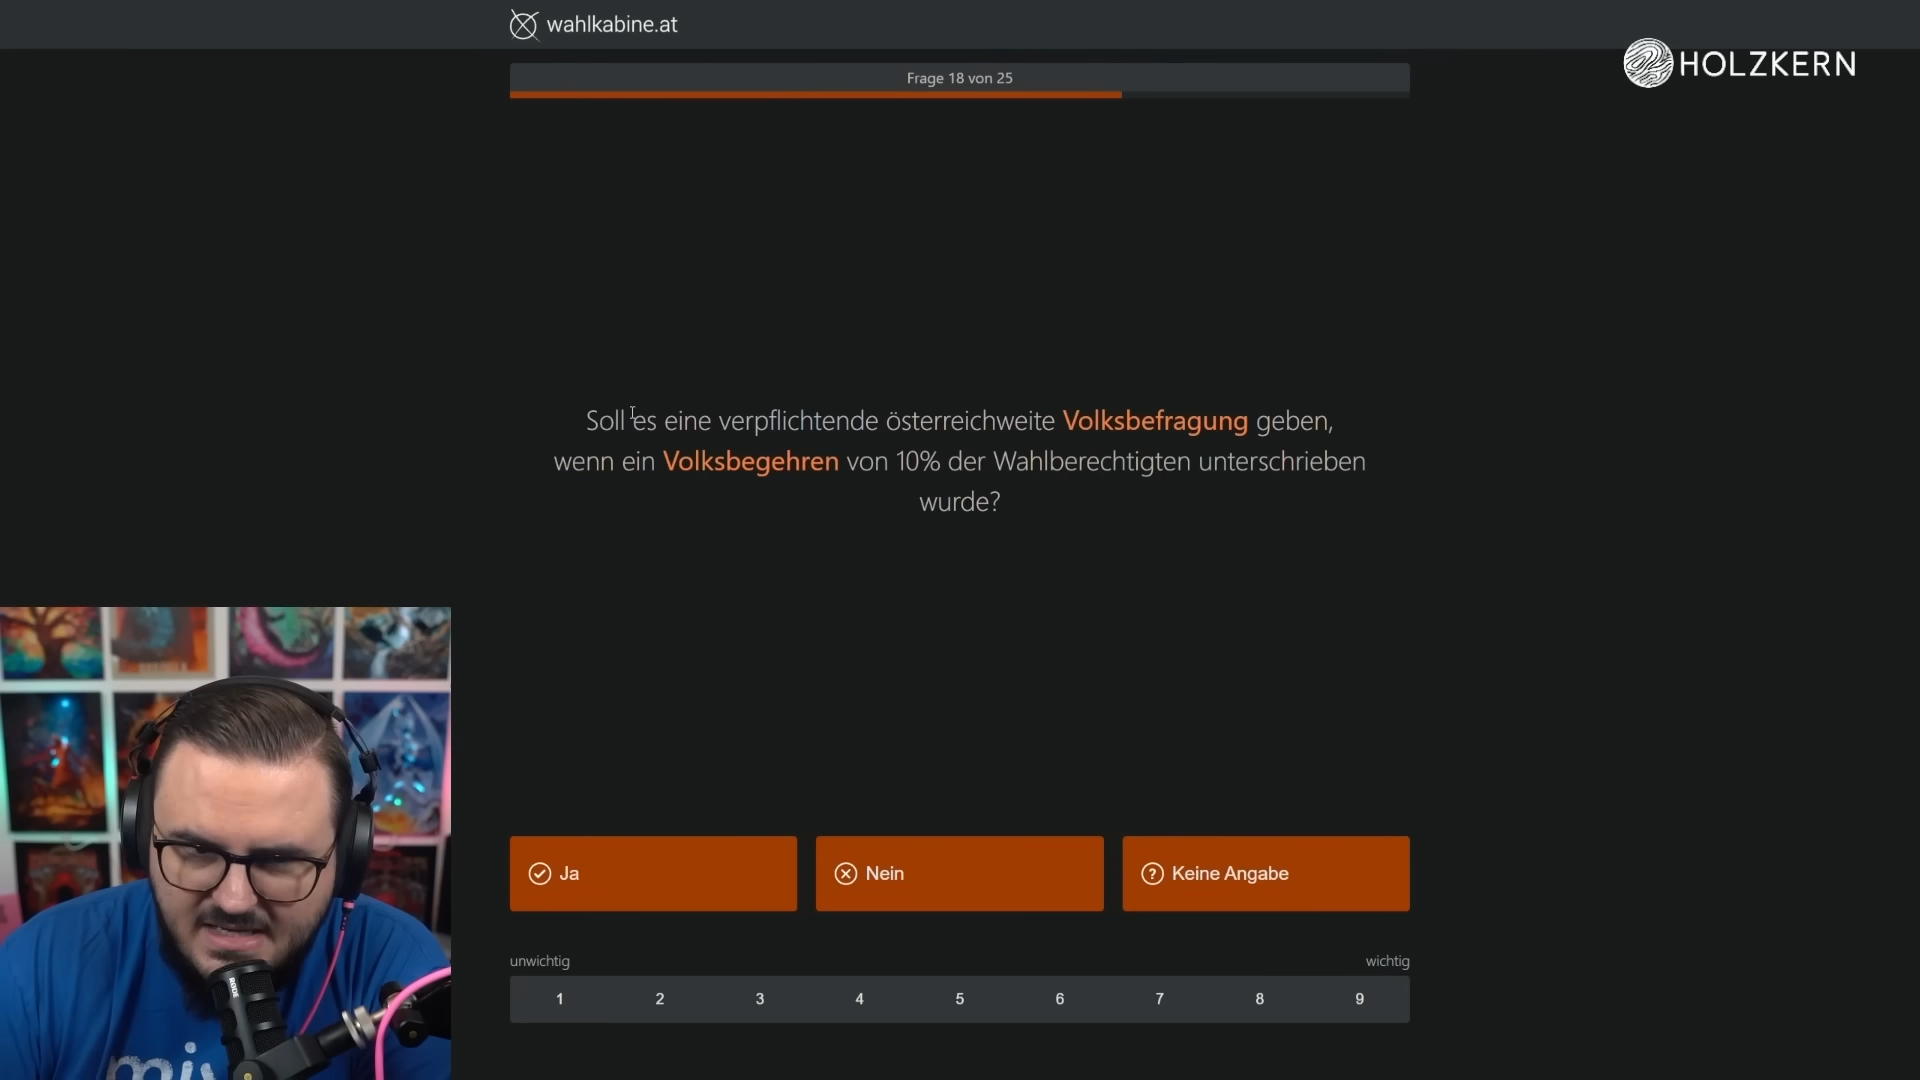 wahlkabine.at
HOLZKERN
Frage 18 von 25
Soll es eine verpflichtende österreichweite Volksbefragung geben,
wenn ein Volksbegehren von 10% der Wahlberechtigten unterschrieben
wurde?
Ja
Nein
Keine Angabe
unwichtig
wichtig
1 2 3 4 5 6 7 8 9
RØDE